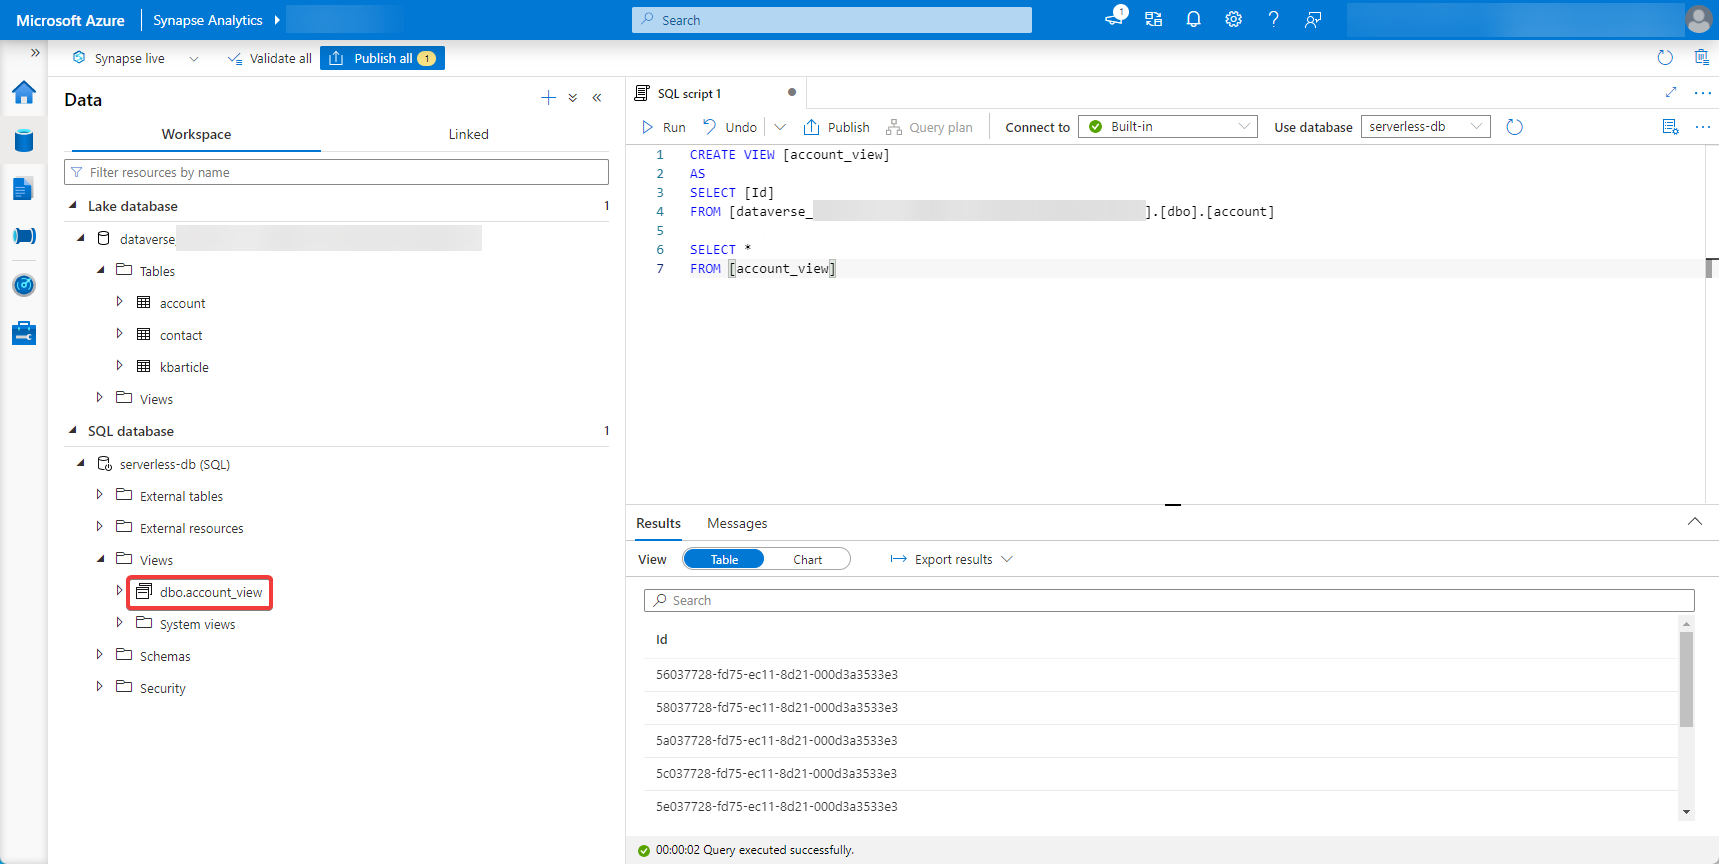 Microsoft Azure
Synapse Analytics
Search
1
Synapse live
Validate all
Publish all 1
Data
Workspace
Linked
Filter resources by name
Lake database 1
dataverse_
Tables
account
contact
kbarticle
Views
SQL database 1
serverless-db (SQL)
External tables
External resources
Views
dbo.account_view
System views
Schemas
Security
SQL script 1
Run
Undo
Publish
Query plan
Connect to
Built-in
Use database
serverless-db
1 CREATE VIEW [account_view]
2 AS
3 SELECT [Id]
4 FROM [dataverse_ ].[dbo].[account]
5
6 SELECT *
7 FROM [account_view]
Results
Messages
View
Table
Chart
Export results
Search
Id
56037728-fd75-ec11-8d21-000d3a3533e3
58037728-fd75-ec11-8d21-000d3a3533e3
5a037728-fd75-ec11-8d21-000d3a3533e3
5c037728-fd75-ec11-8d21-000d3a3533e3
5e037728-fd75-ec11-8d21-000d3a3533e3
00:00:02 Query executed successfully.